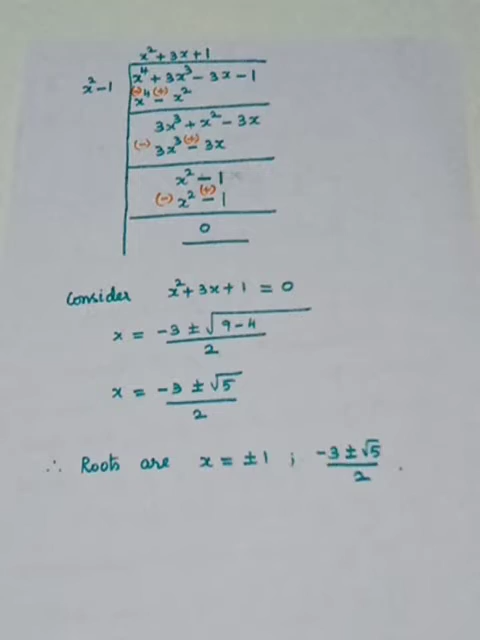 x² + 3x + 1
x² - 1 x⁴ + 3x³ - 3x - 1
(-) (+)
x⁴ - x²
3x³ + x² - 3x
(-) 3x³ (+) - 3x
x² - 1
(-) x² (+) - 1
0
Consider x² + 3x + 1 = 0
x = -3 ± √9-4 / 2
x = -3 ± √5 / 2
∴ Roots are x = ±1 ; -3 ± √5 / 2 .